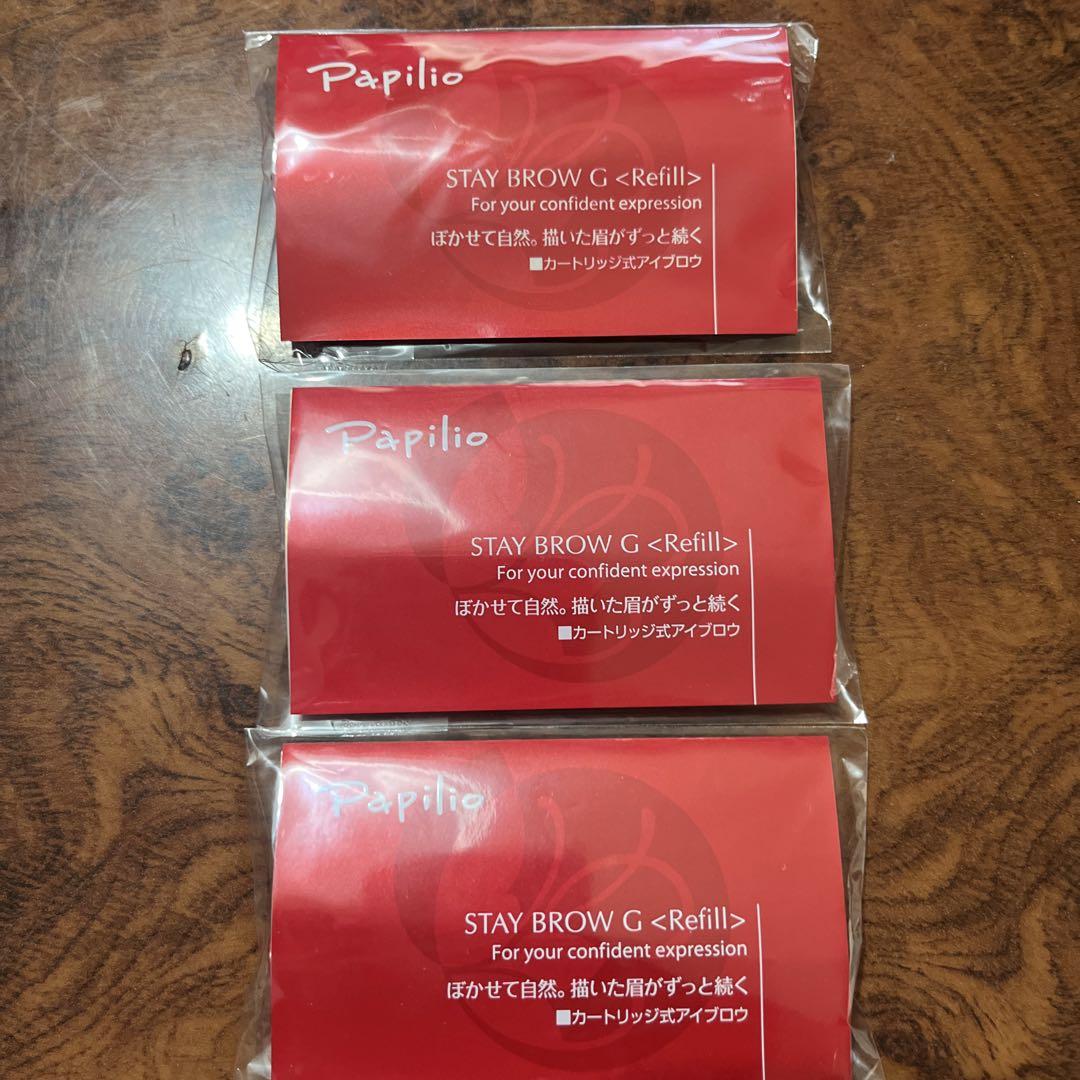 Papilio
STAY BROW G <Refill>
For your confident expression
ぼかせて自然。描いた眉がずっと続く
■カートリッジ式アイブロウ
Papilio
STAY BROW G <Refill>
For your confident expression
ぼかせて自然。描いた眉がずっと続く
■カートリッジ式アイブロウ
Papilio
STAY BROW G <Refill>
For your confident expression
ぼかせて自然。描いた眉がずっと続く
■カートリッジ式アイブロウ